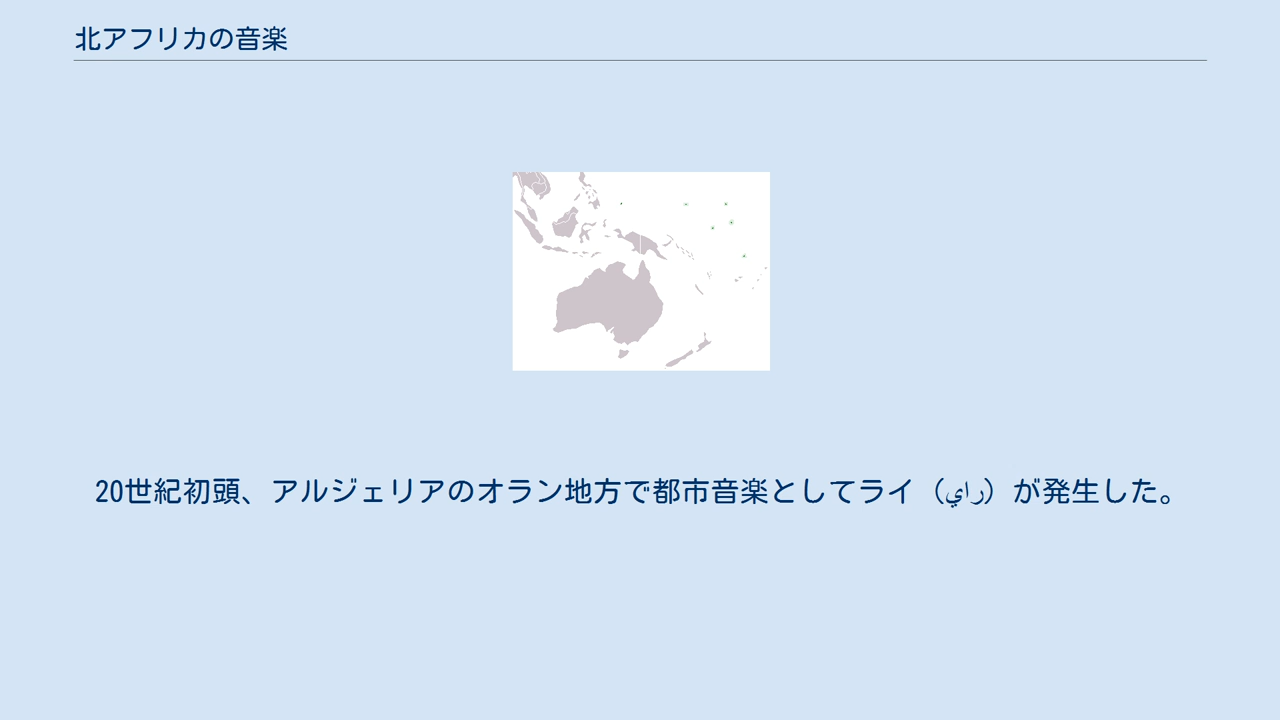 北アフリカの音楽
20世紀初頭、アルジェリアのオラン地方で都市音楽としてライ（راي）が発生した。